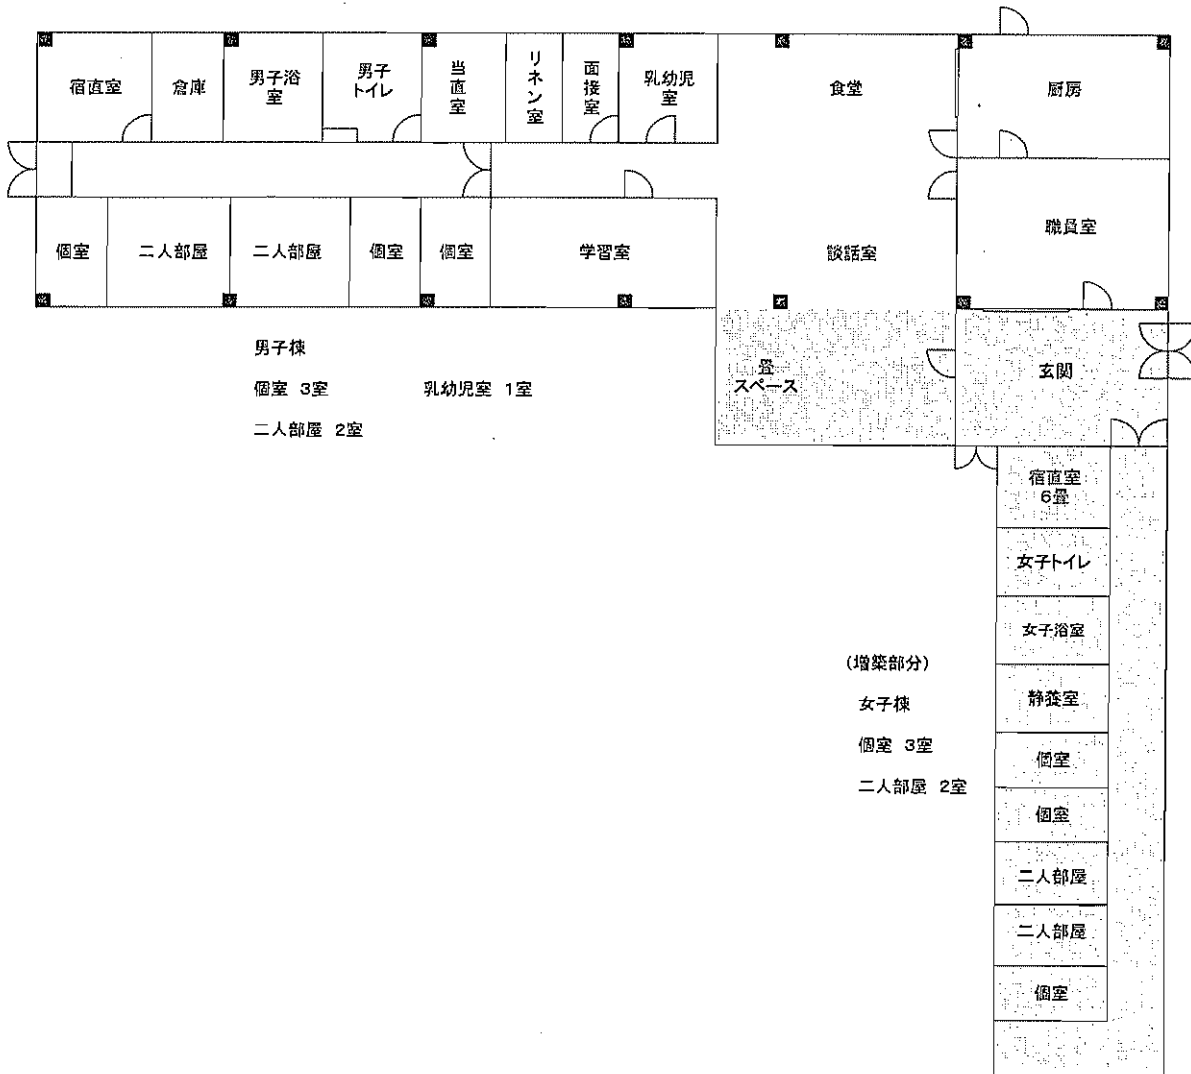 宿直室
倉庫
男子浴
室
男子
トイレ
当直室
リネン室
面接室
乳幼児
室
食堂
厨房
個室
二人部屋
二人部屋
個室
個室
学習室
談話室
職員室
男子棟
個室 3室
乳幼児室 1室
二人部屋 2室
畳
スペース
玄関
宿直室
6畳
女子トイレ
女子浴室
静養室
個室
個室
二人部屋
二人部屋
個室
(増築部分)
女子棟
個室 3室
二人部屋 2室